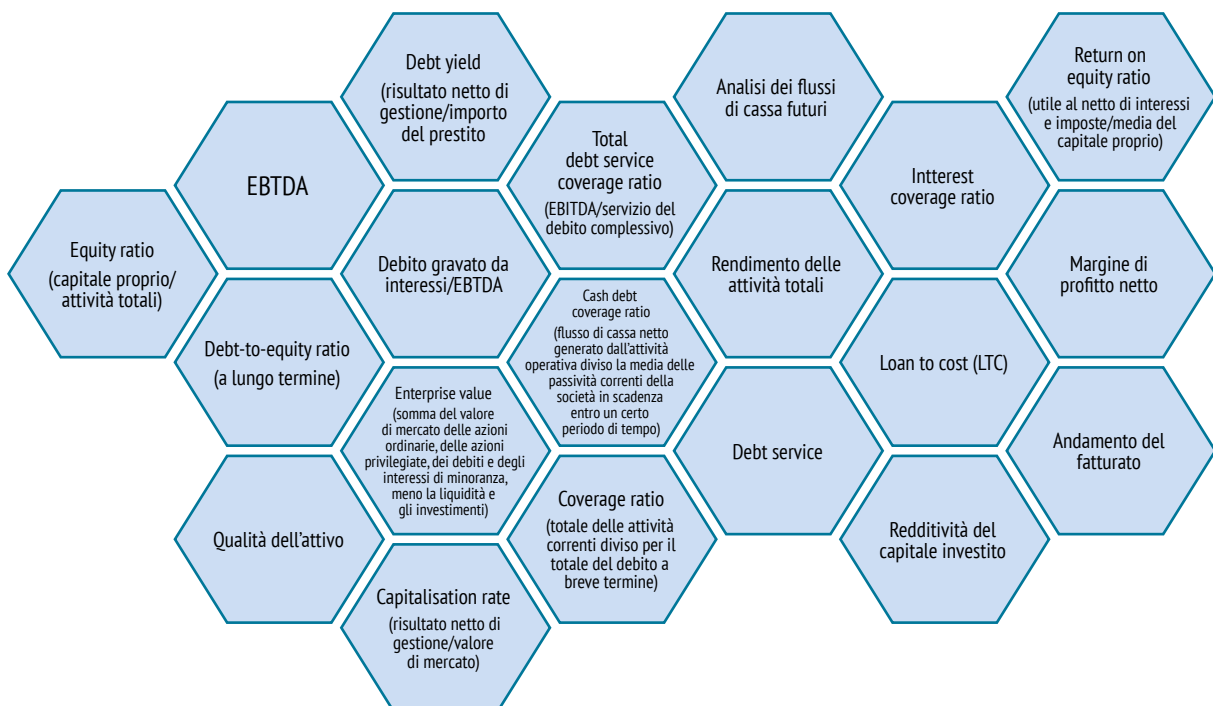 Debt yield
(risultato netto di
gestione/importo
del prestito
Analisi dei flussi
di cassa futuri
Return on
equity ratio
(utile al netto di interessi
e imposte/media del
capitale proprio)
EBTDA
Total
debt service
coverage ratio
(EBITDA/servizio del
debito complessivo)
Intterest
coverage ratio
Equity ratio
(capitale proprio/
attività totali)
Debito gravato da
interessi/EBTDA
Rendimento delle
attività totali
Margine di
profitto netto
Debt-to-equity ratio
(a lungo termine)
Cash debt
coverage ratio
(flusso di cassa netto
generato dall'attività
operativa diviso la media delle
passività correnti della
società in scadenza
entro un certo
periodo di tempo)
Loan to cost (LTC)
Enterprise value
(somma del valore
di mercato delle azioni
ordinarie, delle azioni
privilegiate, dei debiti e degli
interessi di minoranza,
meno la liquidità e
gli investimenti)
Debt service
Andamento del
fatturato
Qualità dell'attivo
Coverage ratio
(totale delle attività
correnti diviso per il
totale del debito a
breve termine)
Redditività del
capitale investito
Capitalisation rate
(risultato netto di
gestione/valore
di mercato)